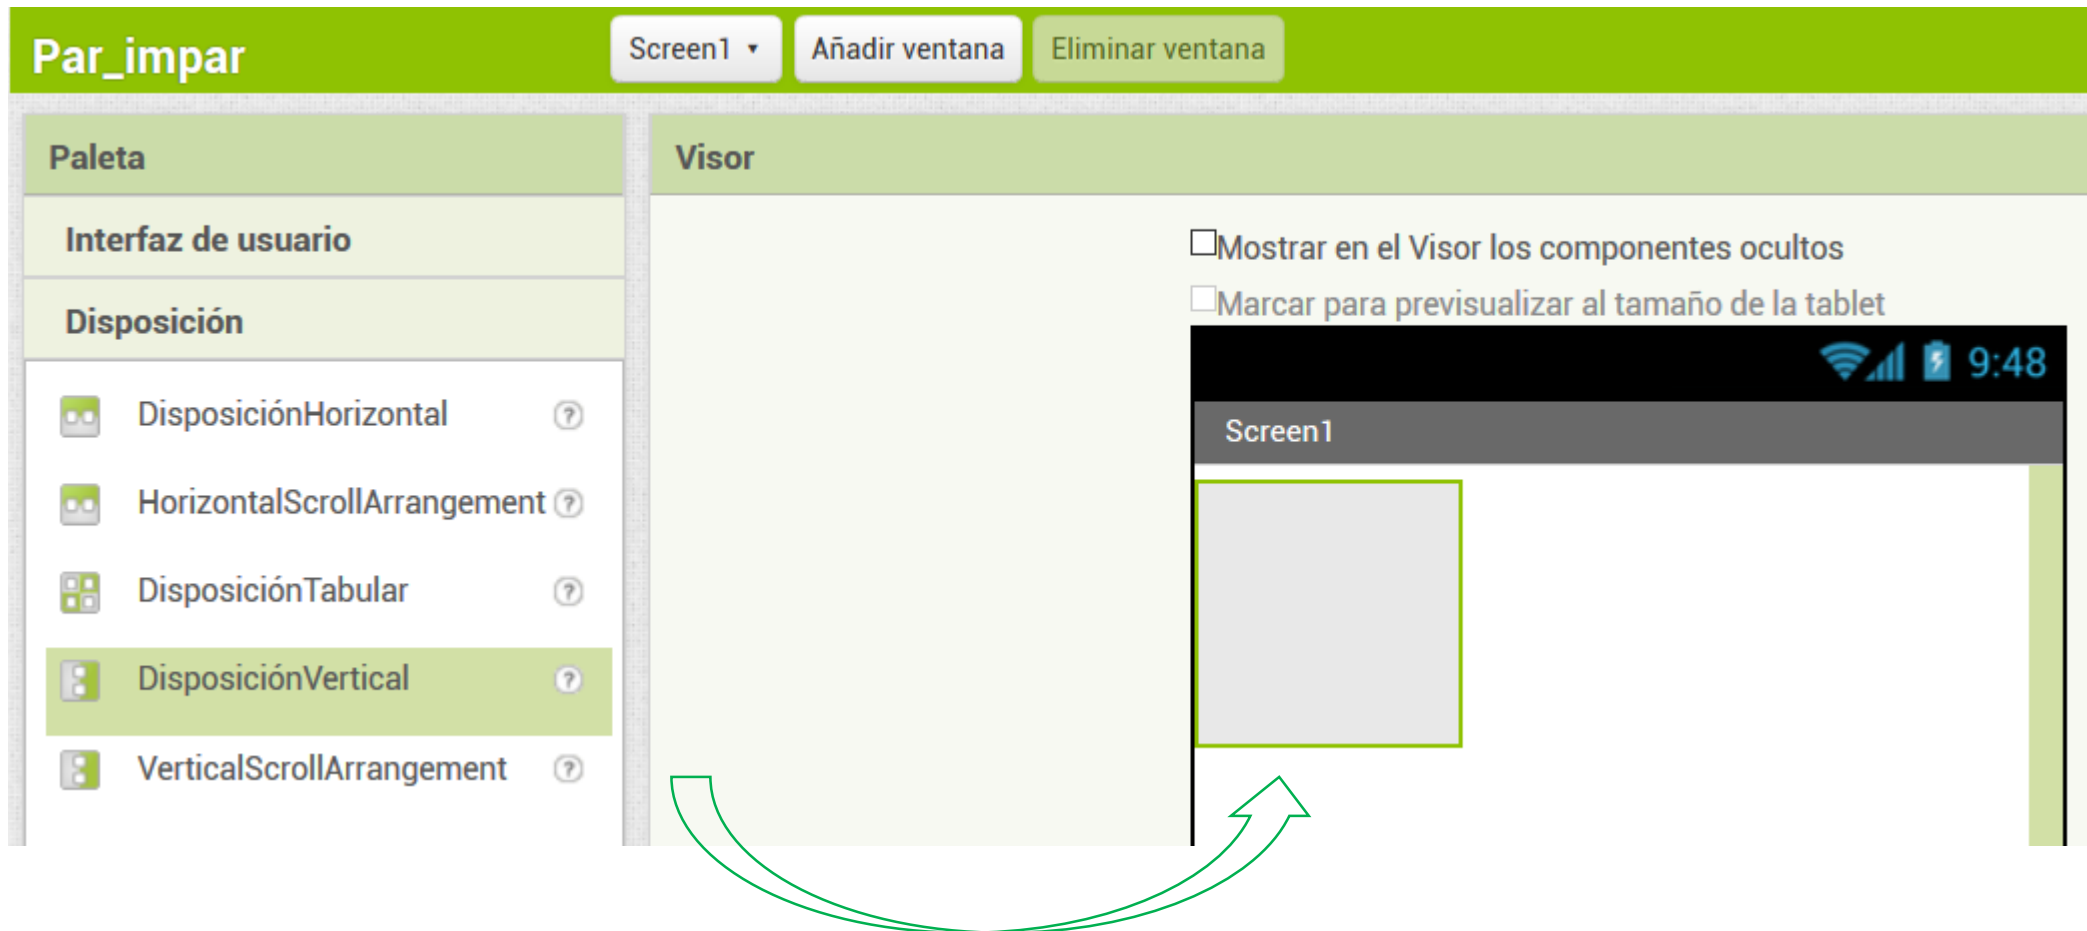 Par_impar
Screen1
Añadir ventana
Eliminar ventana
Paleta
Interfaz de usuario
Disposición
DisposiciónHorizontal
HorizontalScrollArrangement
DisposiciónTabular
DisposiciónVertical
VerticalScrollArrangement
Visor
Mostrar en el Visor los componentes ocultos
Marcar para previsualizar al tamaño de la tablet
9:48
Screen1